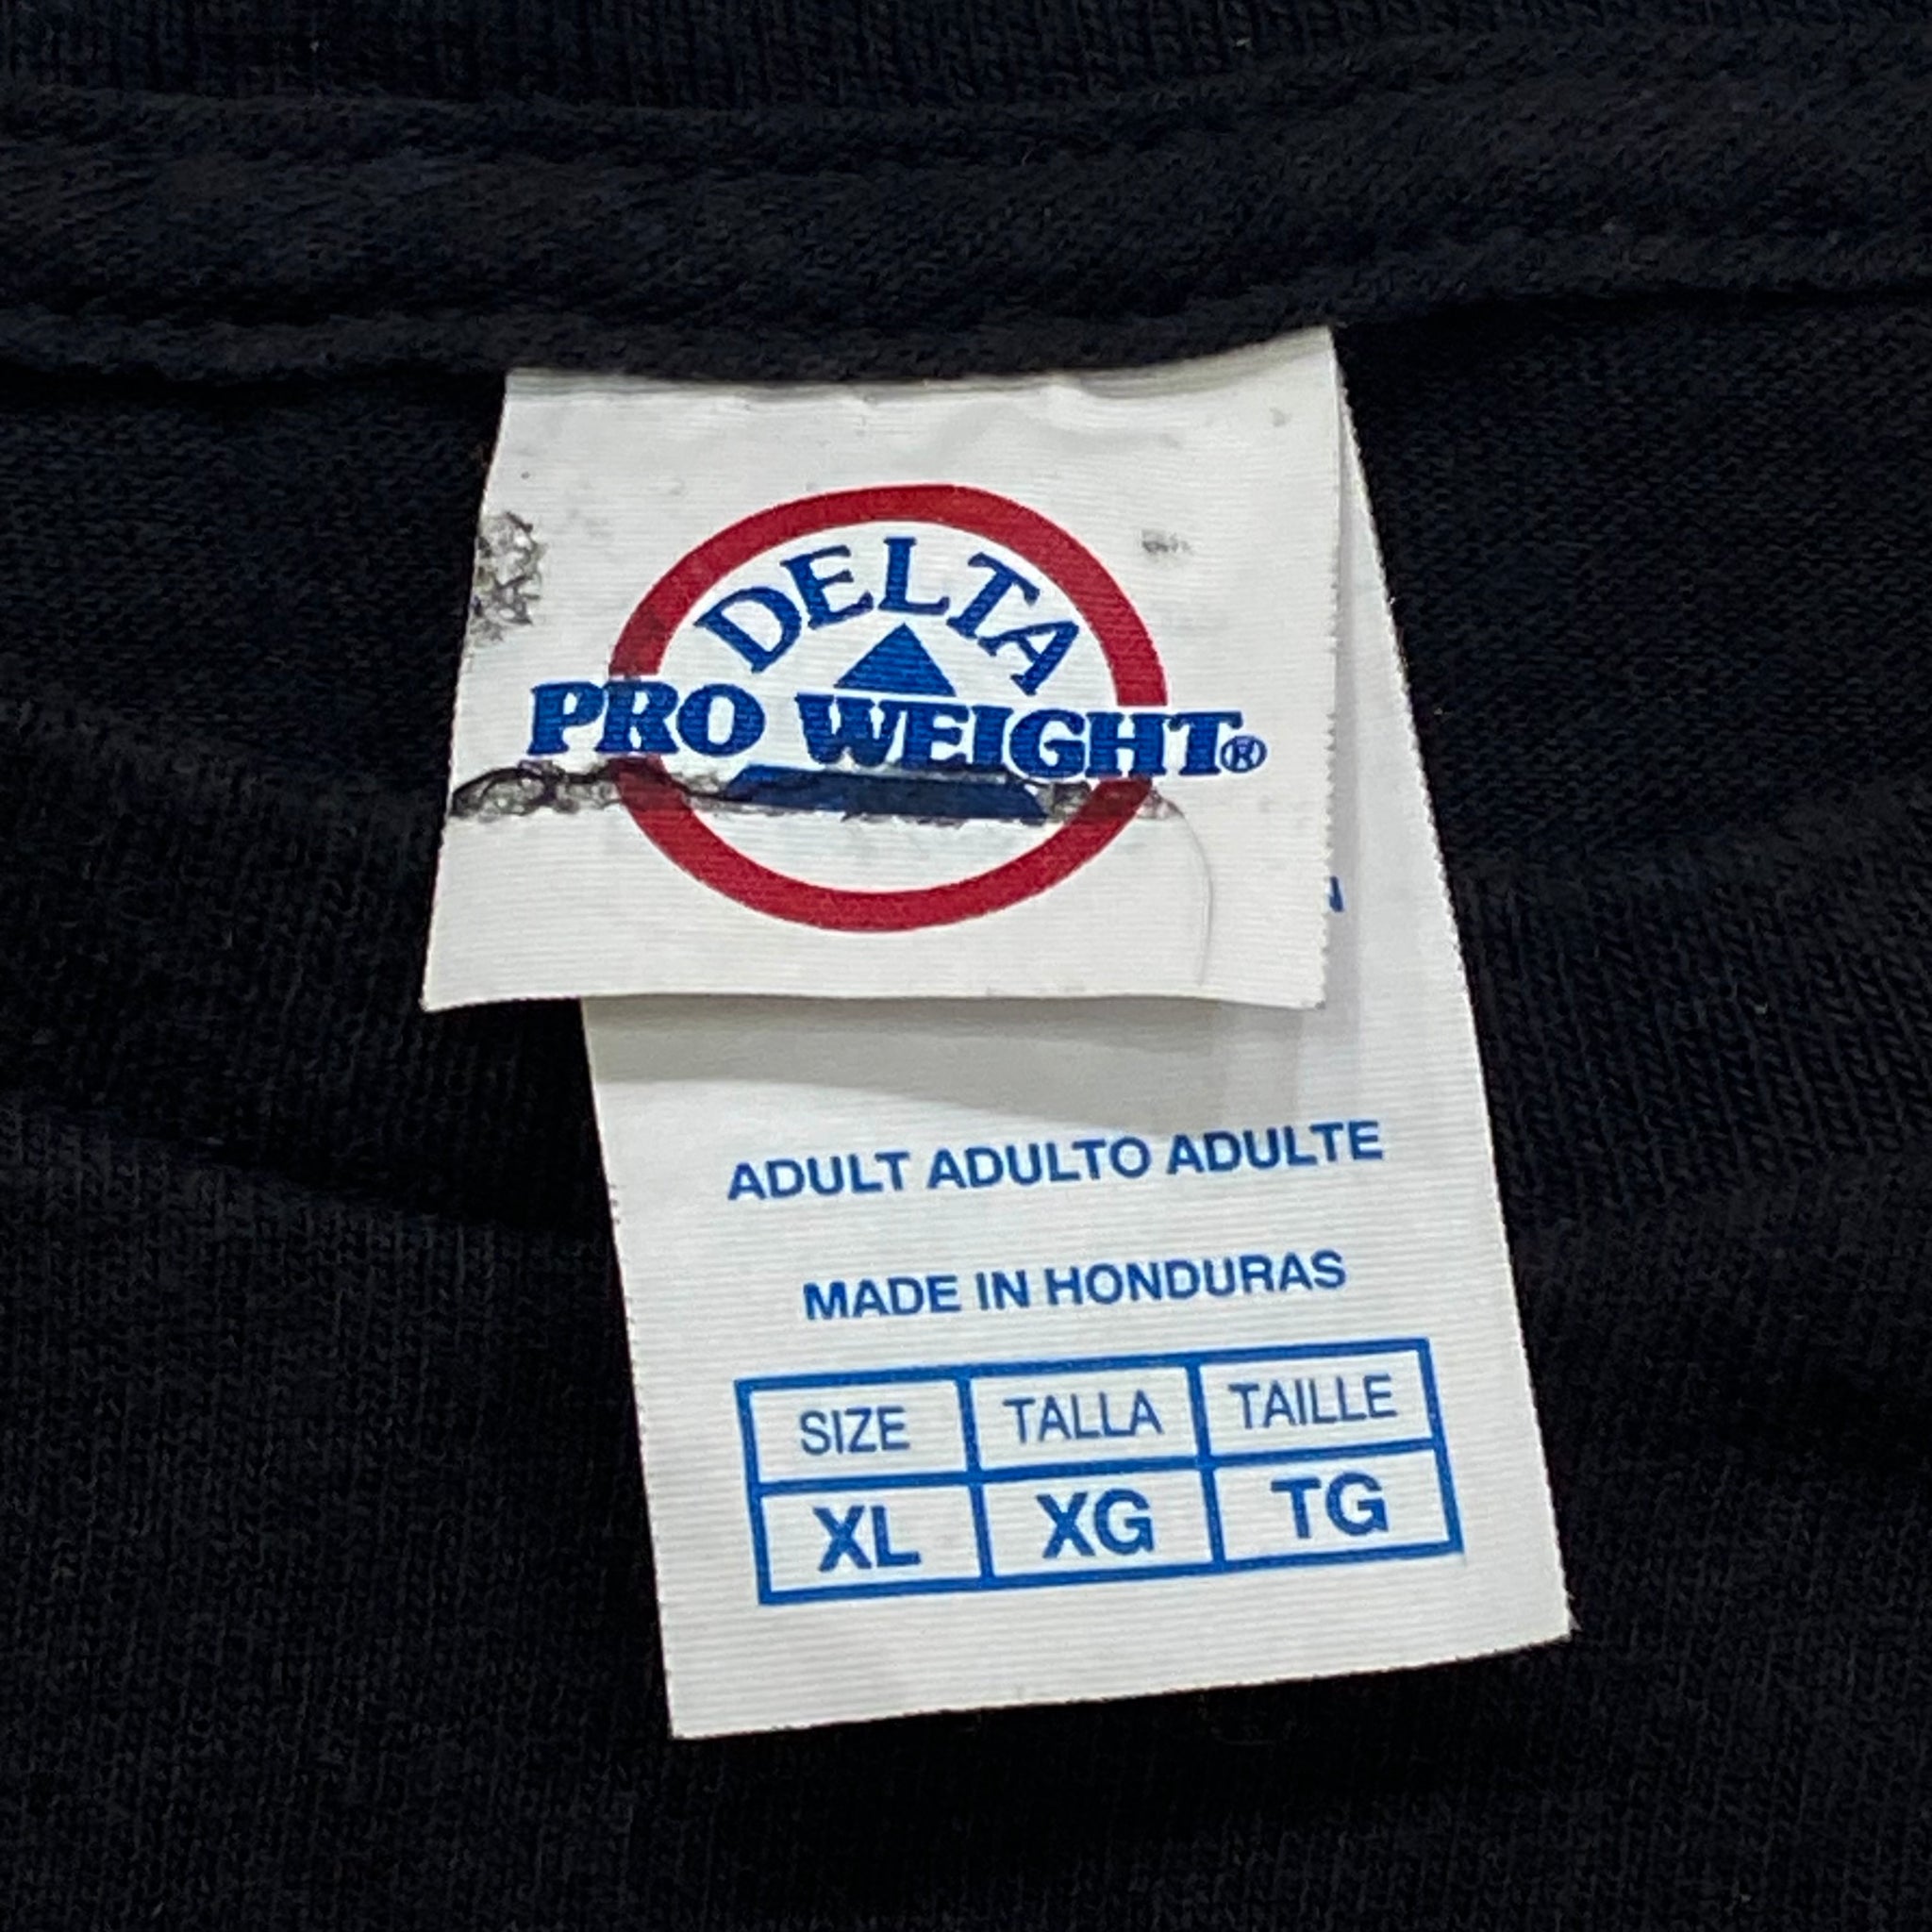 DELTA
PRO WEIGHT®
N
ADULT ADULTO ADULTE
MADE IN HONDURAS
SIZE TALLA TAILLE
XL XG TG